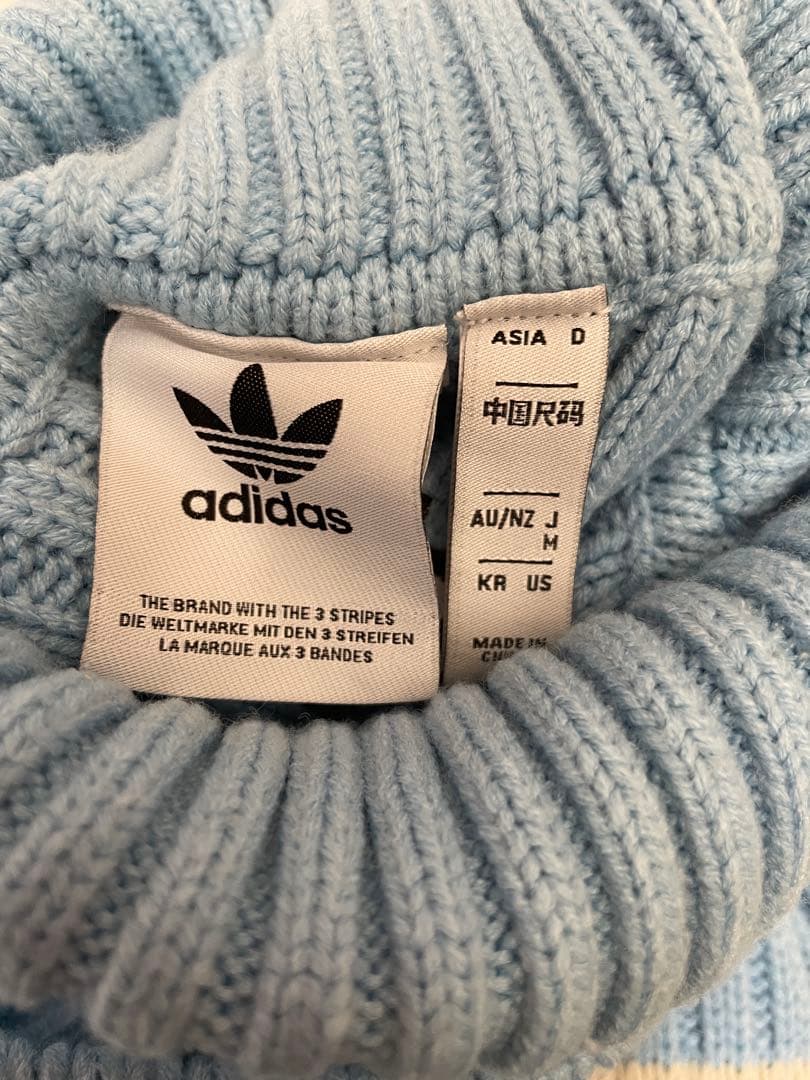 adidas
THE BRAND WITH THE 3 STRIPES
DIE WELTMARKE MIT DEN 3 STREIFEN
LA MARQUE AUX 3 BANDES
ASIA D
中国尺码
AU/NZ J
M
KR US
MADE IN